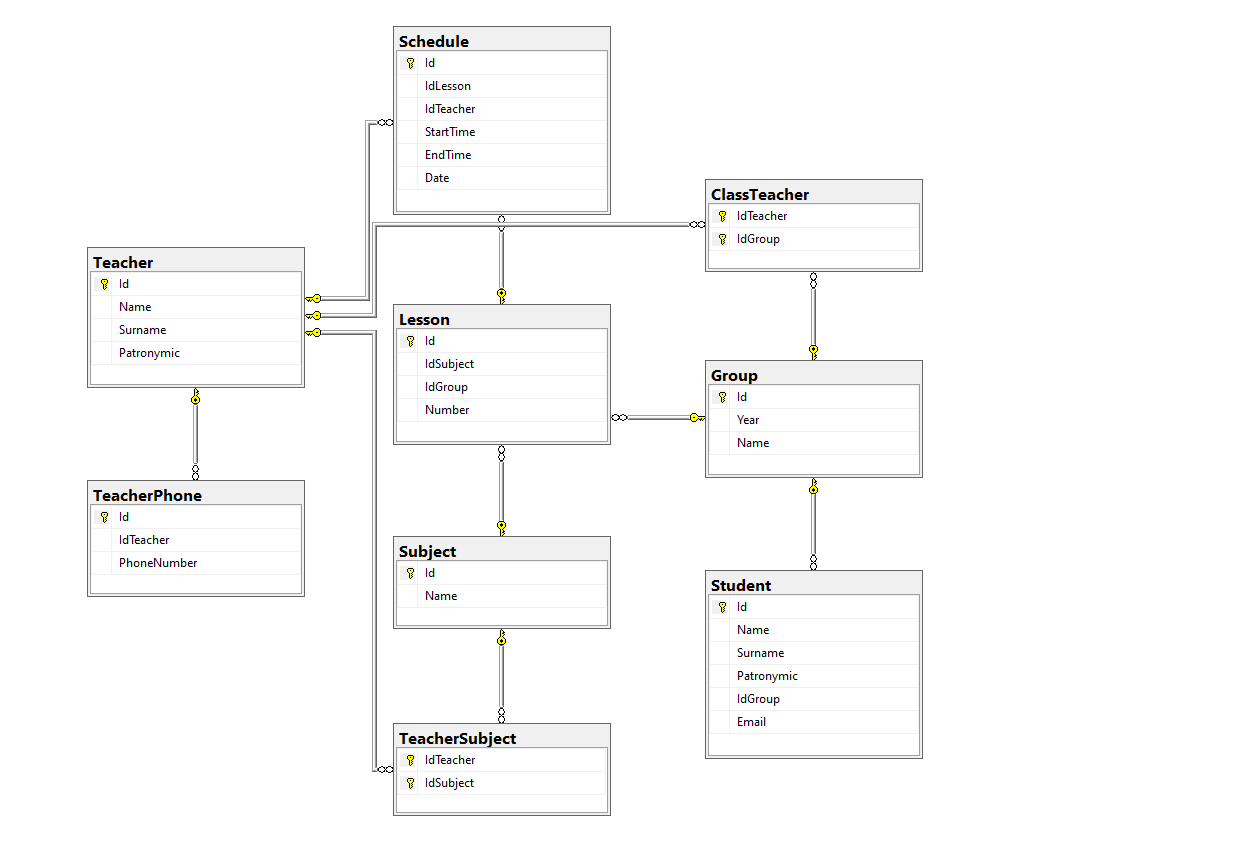 Schedule
Id
IdLesson
IdTeacher
StartTime
EndTime
Date
ClassTeacher
IdTeacher
IdGroup
Teacher
Id
Name
Surname
Patronymic
Lesson
Id
IdSubject
IdGroup
Number
Group
Id
Year
Name
TeacherPhone
Id
IdTeacher
PhoneNumber
Subject
Id
Name
Student
Id
Name
Surname
Patronymic
IdGroup
Email
TeacherSubject
IdTeacher
IdSubject